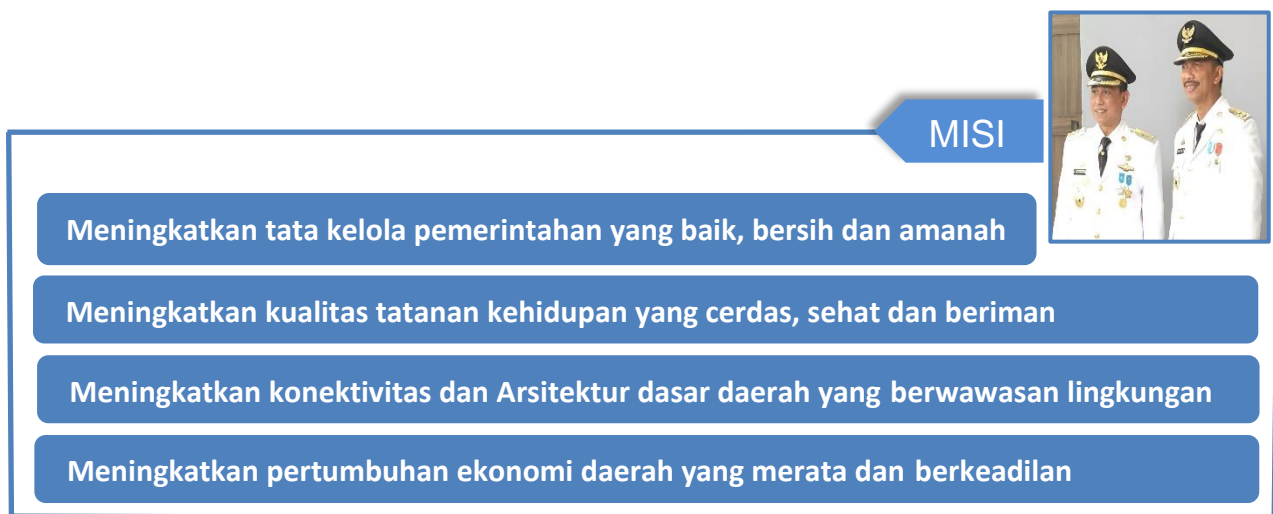 MISI
Meningkatkan tata kelola pemerintahan yang baik, bersih dan amanah
Meningkatkan kualitas tatanan kehidupan yang cerdas, sehat dan beriman
Meningkatkan konektivitas dan Arsitektur dasar daerah yang berwawasan lingkungan
Meningkatkan pertumbuhan ekonomi daerah yang merata dan berkeadilan